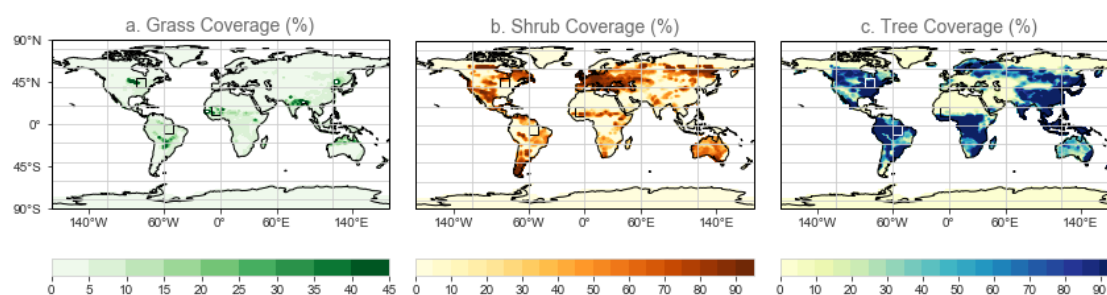 a. Grass Coverage (%)
b. Shrub Coverage (%)
c. Tree Coverage (%)
90°N
45°N
0°
45°S
90°S
140°W 60°W 0° 60°E 140°E
140°W 60°W 0° 60°E 140°E
140°W 60°W 0° 60°E 140°E
0 5 10 15 20 25 30 35 40 45
0 10 20 30 40 50 60 70 80 90
0 10 20 30 40 50 60 70 80 90